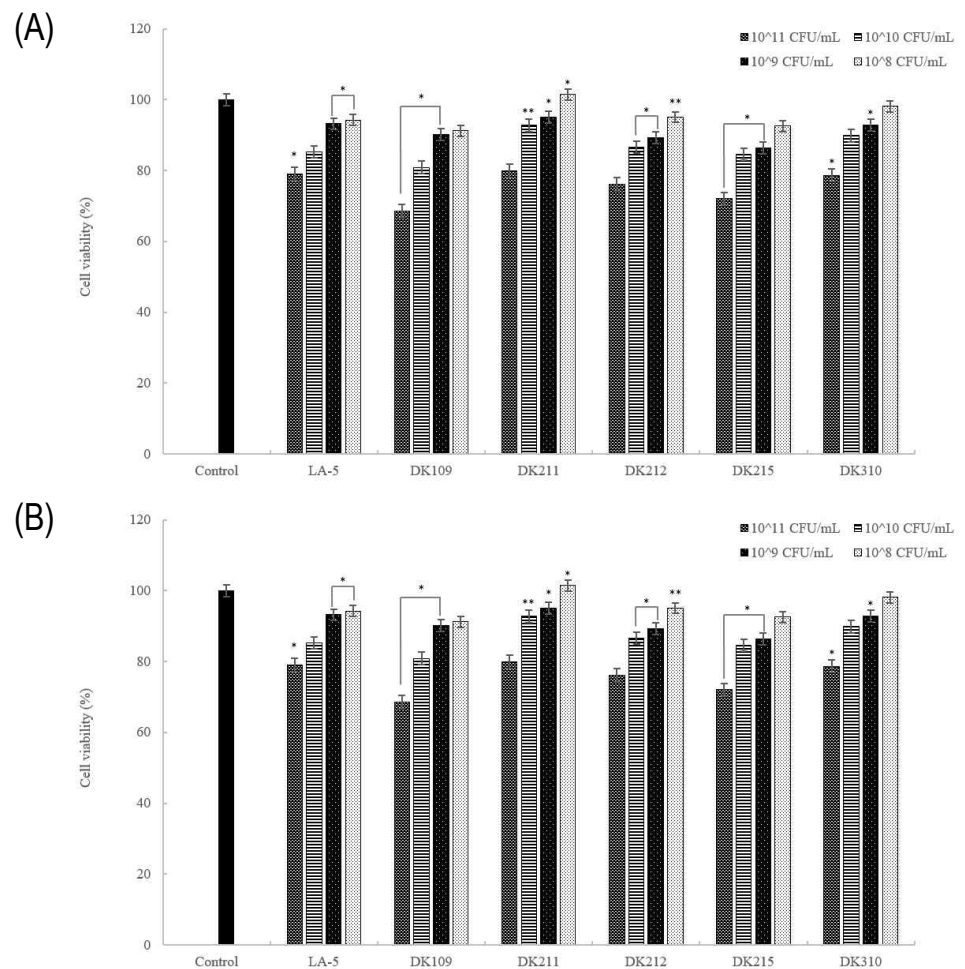 (A)
120
100
80
60
40
20
0
Cell viability (%)
10^11 CFU/mL 10^10 CFU/mL
10^9 CFU/mL 10^8 CFU/mL
* * * ** * * * ** * * *
Control LA-5 DK109 DK211 DK212 DK215 DK310
(B)
120
100
80
60
40
20
0
Cell viability (%)
10^11 CFU/mL 10^10 CFU/mL
10^9 CFU/mL 10^8 CFU/mL
* * * ** * * * ** * * *
Control LA-5 DK109 DK211 DK212 DK215 DK310